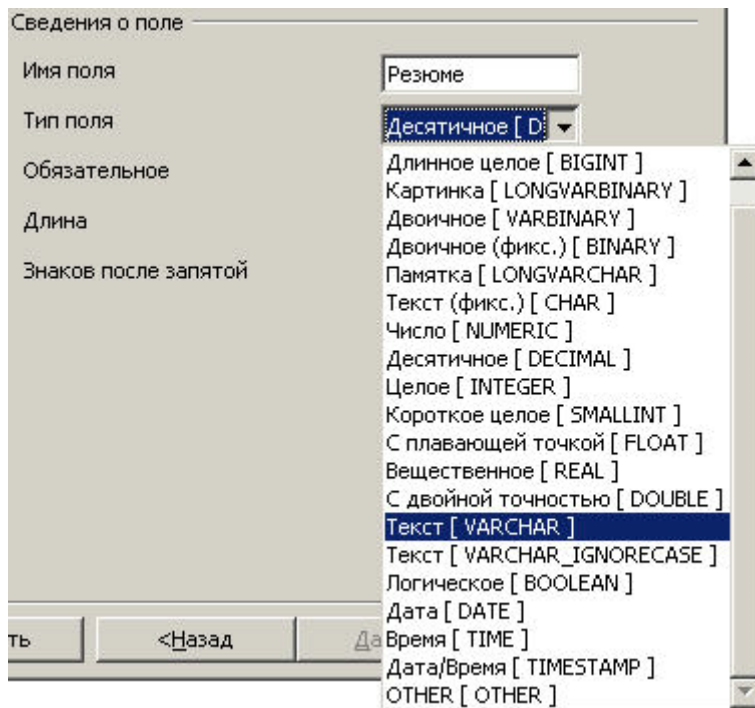 Сведения о поле
Имя поля
Резюме
Тип поля
Десятичное [ D
Обязательное
Длина
Знаков после запятой
Длинное целое [ BIGINT ]
Картинка [ LONGVARBINARY ]
Двоичное [ VARBINARY ]
Двоичное (фикс.) [ BINARY ]
Памятка [ LONGVARCHAR ]
Текст (фикс.) [ CHAR ]
Число [ NUMERIC ]
Десятичное [ DECIMAL ]
Целое [ INTEGER ]
Короткое целое [ SMALLINT ]
С плавающей точкой [ FLOAT ]
Вещественное [ REAL ]
С двойной точностью [ DOUBLE ]
Текст [ VARCHAR ]
Текст [ VARCHAR_IGNORECASE ]
Логическое [ BOOLEAN ]
Дата [ DATE ]
Время [ TIME ]
Дата/Время [ TIMESTAMP ]
OTHER [ OTHER ]
ть
<Назад
Да